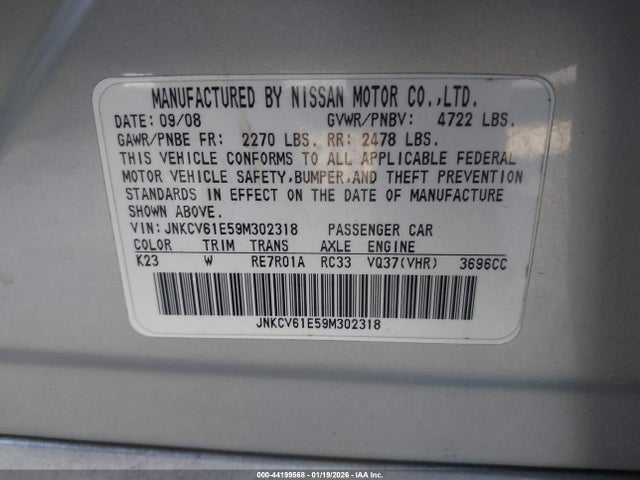 MANUFACTURED BY NISSAN MOTOR CO.,LTD.
DATE: 09/08 GVWR/PNBV: 4722 LBS.
GAWR/PNBE FR: 2270 LBS. RR: 2478 LBS.
THIS VEHICLE CONFORMS TO ALL APPLICABLE FEDERAL
MOTOR VEHICLE SAFETY,BUMPER,AND THEFT PREVENTION
STANDARDS IN EFFECT ON THE DATE OF MANUFACTURE
SHOWN ABOVE.
VIN: JNKCV61E59M302318 PASSENGER CAR
COLOR TRIM TRANS AXLE ENGINE
K23 W RE7R01A RC33 VQ37(VHR) 3696CC
JNKCV61E59M302318
000-44199568 - 01/19/2026 - IAAI.COM